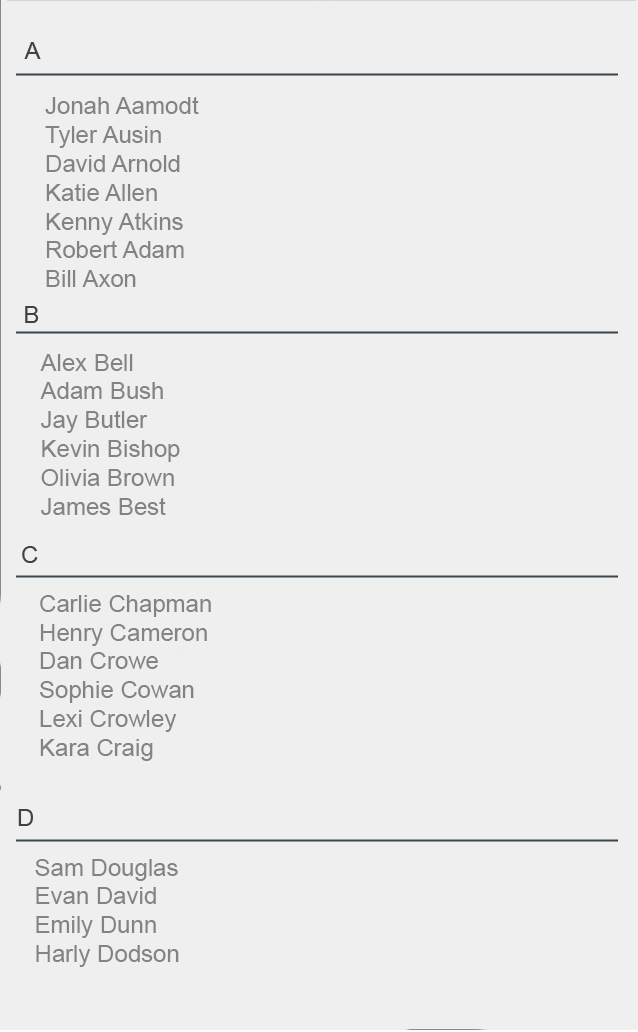 A
Jonah Aamodt
Tyler Ausin
David Arnold
Katie Allen
Kenny Atkins
Robert Adam
Bill Axon
B
Alex Bell
Adam Bush
Jay Butler
Kevin Bishop
Olivia Brown
James Best
C
Carlie Chapman
Henry Cameron
Dan Crowe
Sophie Cowan
Lexi Crowley
Kara Craig
D
Sam Douglas
Evan David
Emily Dunn
Harly Dodson